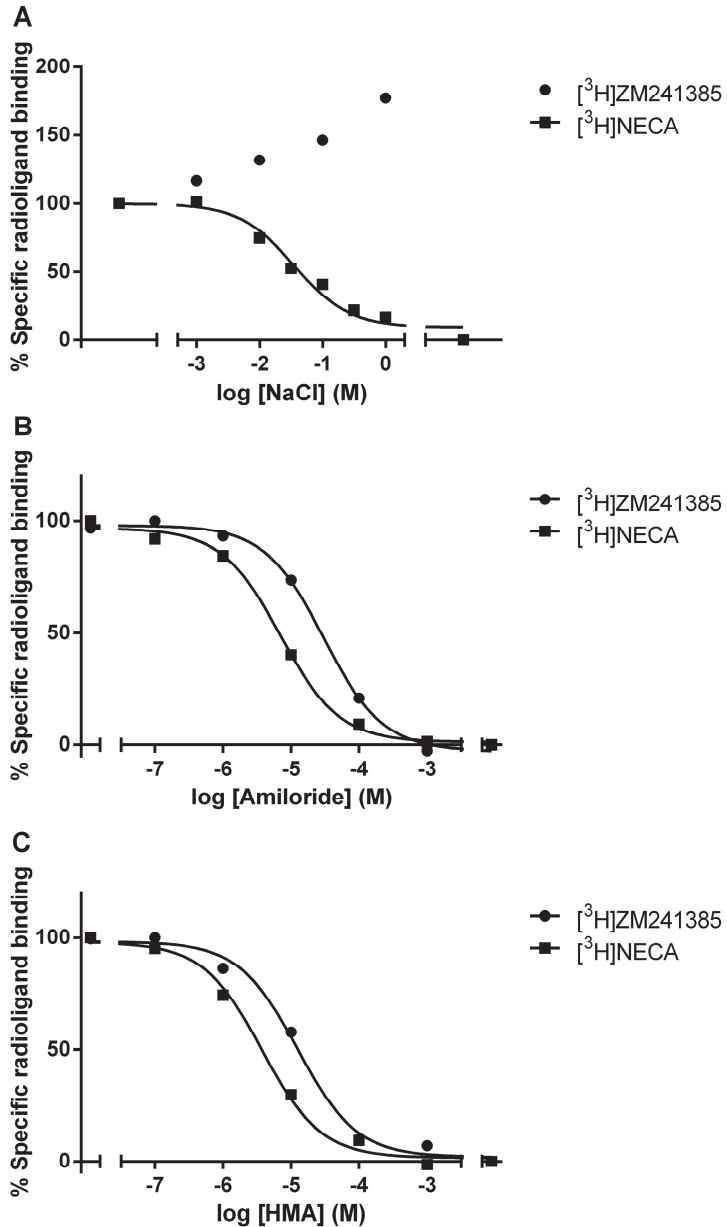 A
% Specific radioligand binding
200
150
100
50
0
-3 -2 -1 0
log [NaCl] (M)
[³H]ZM241385
[³H]NECA
B
% Specific radioligand binding
100
50
0
-7 -6 -5 -4 -3
log [Amiloride] (M)
[³H]ZM241385
[³H]NECA
C
% Specific radioligand binding
100
50
0
-7 -6 -5 -4 -3
log [HMA] (M)
[³H]ZM241385
[³H]NECA